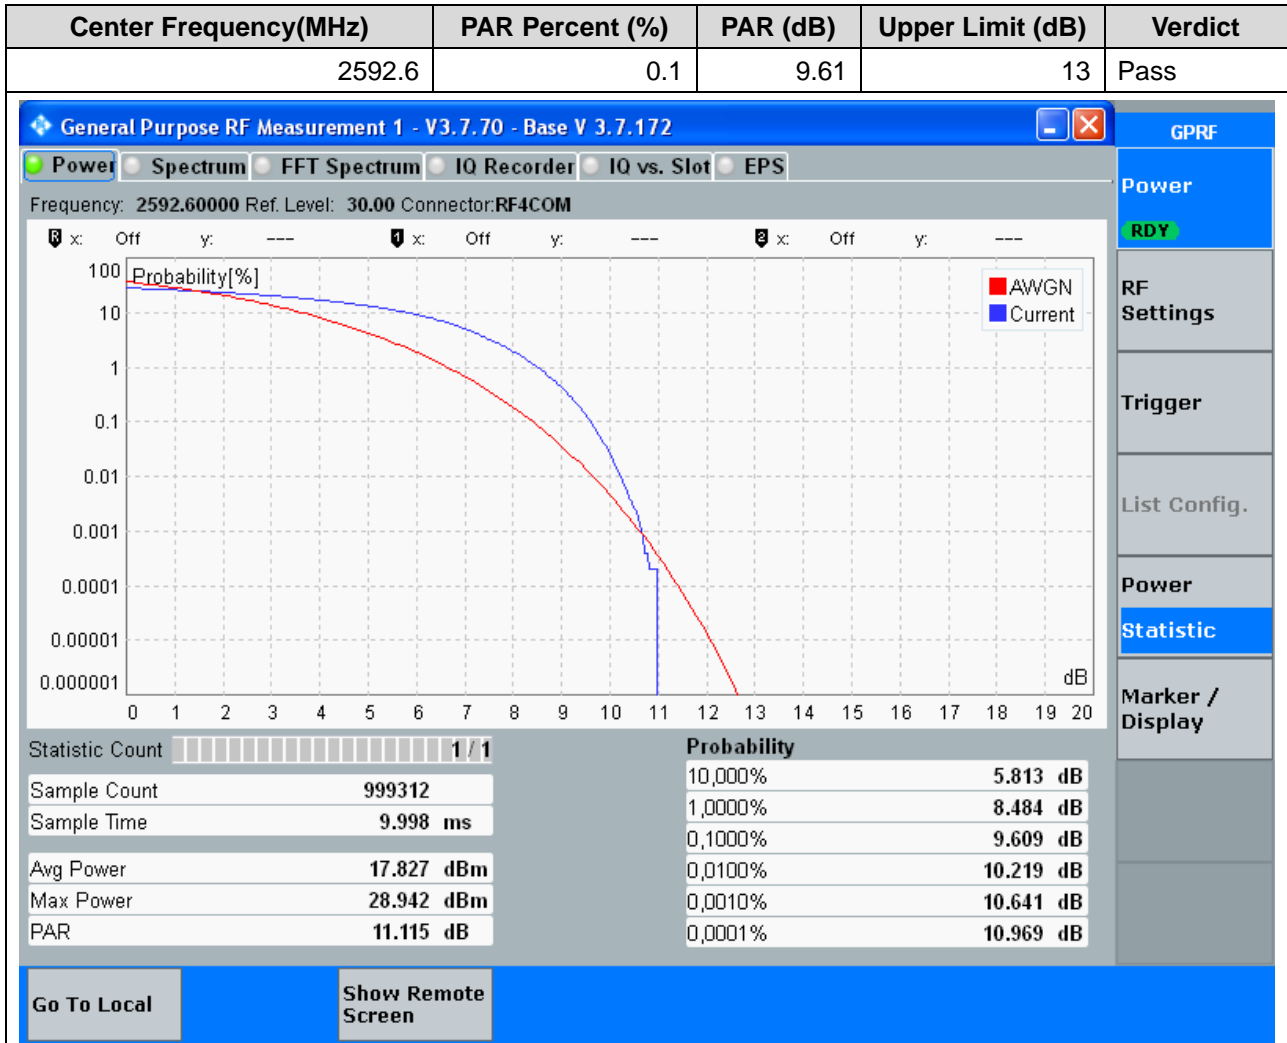 Center Frequency(MHz) PAR Percent (%) PAR (dB) Upper Limit (dB) Verdict
2592.6 0.1 9.61 13 Pass
General Purpose RF Measurement 1 - V3.7.70 - Base V 3.7.172
GPRF
Power Spectrum FFT Spectrum IQ Recorder IQ vs. Slot EPS
Power
RDY
Frequency: 2592.60000 Ref. Level: 30.00 Connector:RF4COM
R x: Off y: --- 1 x: Off y: --- 2 x: Off y: ---
Probability[%]
AWGN
Current
100
10
1
0.1
0.01
0.001
0.0001
0.00001
0.000001
dB
0 1 2 3 4 5 6 7 8 9 10 11 12 13 14 15 16 17 18 19 20
RF
Settings
Trigger
List Config.
Power
Statistic
Marker /
Display
Statistic Count 1 / 1
Sample Count 999312
Sample Time 9.998 ms
Avg Power 17.827 dBm
Max Power 28.942 dBm
PAR 11.115 dB
Probability
10,000% 5.813 dB
1,0000% 8.484 dB
0,1000% 9.609 dB
0,0100% 10.219 dB
0,0010% 10.641 dB
0,0001% 10.969 dB
Go To Local
Show Remote
Screen